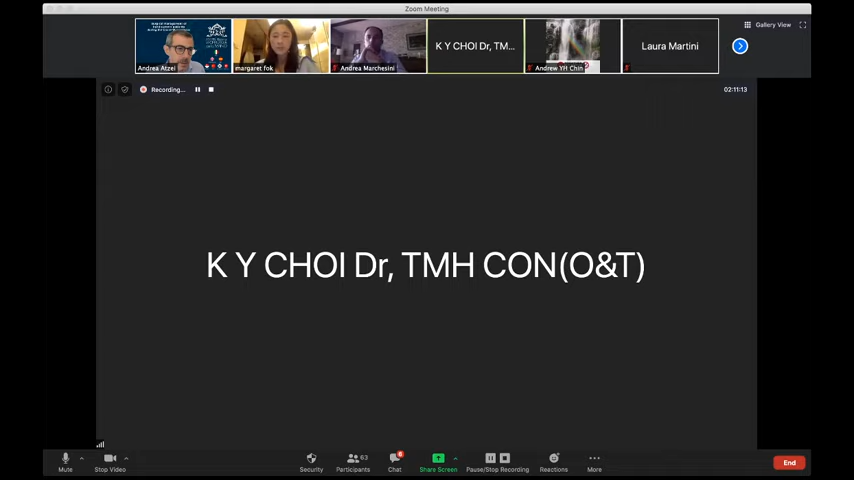 Zoom Meeting
Andrea Atzei
margaret fok
Andrea Marchesini
K Y CHOI Dr, TM...
Andrew YH Chin
Laura Martini
Gallery View
Recording...
02:11:13
K Y CHOI Dr, TMH CON(O&T)
Mute
Stop Video
Security
Participants
63
Chat
6
Share Screen
Pause/Stop Recording
Reactions
More
End